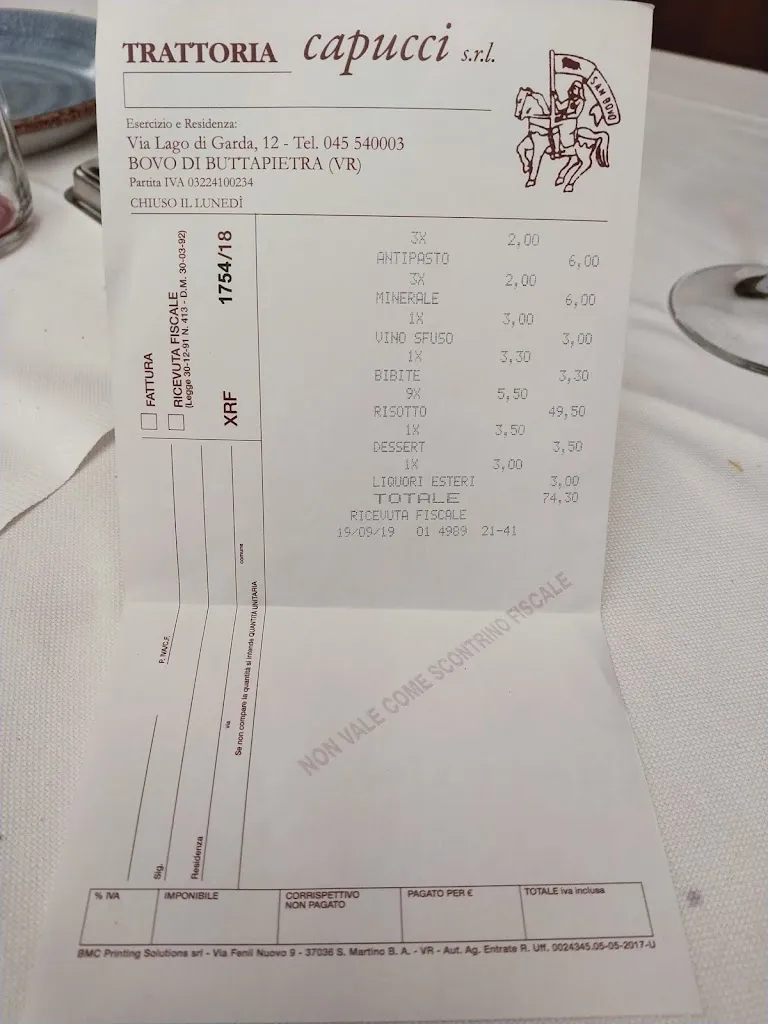 TRATTORIA capucci s.r.l.
SAN BOVO
Esercizio e Residenza:
Via Lago di Garda, 12 - Tel. 045 540003
BOVO DI BUTTAPIETRA (VR)
Partita IVA 03224100234
CHIUSO IL LUNEDÌ
FATTURA
RICEVUTA FISCALE
(Legge 30-12-91 N. 413 - D.M. 30-03-92)
XRF 1754/18
3X 2,00
ANTIPASTO 6,00
3X 2,00
MINERALE 6,00
1X 3,00
VINO SFUSO 3,00
1X 3,30
BIBITE 3,30
9X 5,50
RISOTTO 49,50
1X 3,50
DESSERT 3,50
1X 3,00
LIQUORI ESTERI 3,00
TOTALE 74,30
RICEVUTA FISCALE
19/09/19 01 4989 21-41
P. IVA/C.F.
Sig.
Residenza
via
comune
Se non compare la quantità si intende QUANTITÀ UNITARIA
NON VALE COME SCONTRINO FISCALE
% IVA
IMPONIBILE
CORRISPETTIVO
NON PAGATO
PAGATO PER €
TOTALE iva inclusa
BMC Printing Solutions srl - Via Fenil Nuovo 9 - 37036 S. Martino B. A. - VR - Aut. Ag. Entrate R. Uff. 0024345.05-05-2017-U